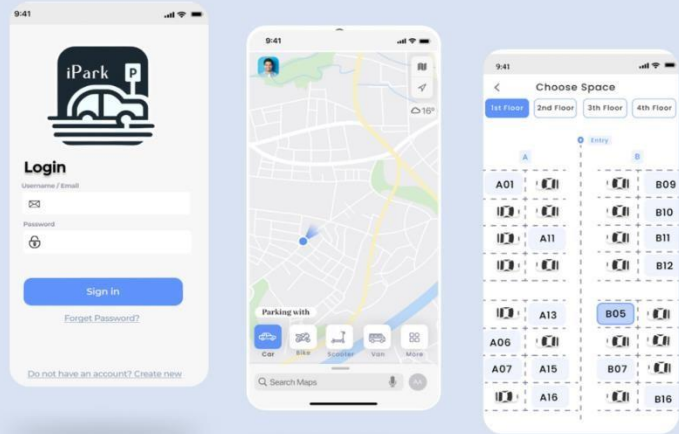 9:41
iPark P
Login
Username / Email
Password
Sign in
Forget Password?
Do not have an account? Create new
9:41
16°
Parking with
Car Bike Scooter Van More
Search Maps
AA
9:41
Choose Space
1st Floor 2nd Floor 3th Floor 4th Floor
Entry
A B
A01 B09
B10
A11 B11
B12
A13 B05
A06
A07 A15 B07
A16 B16